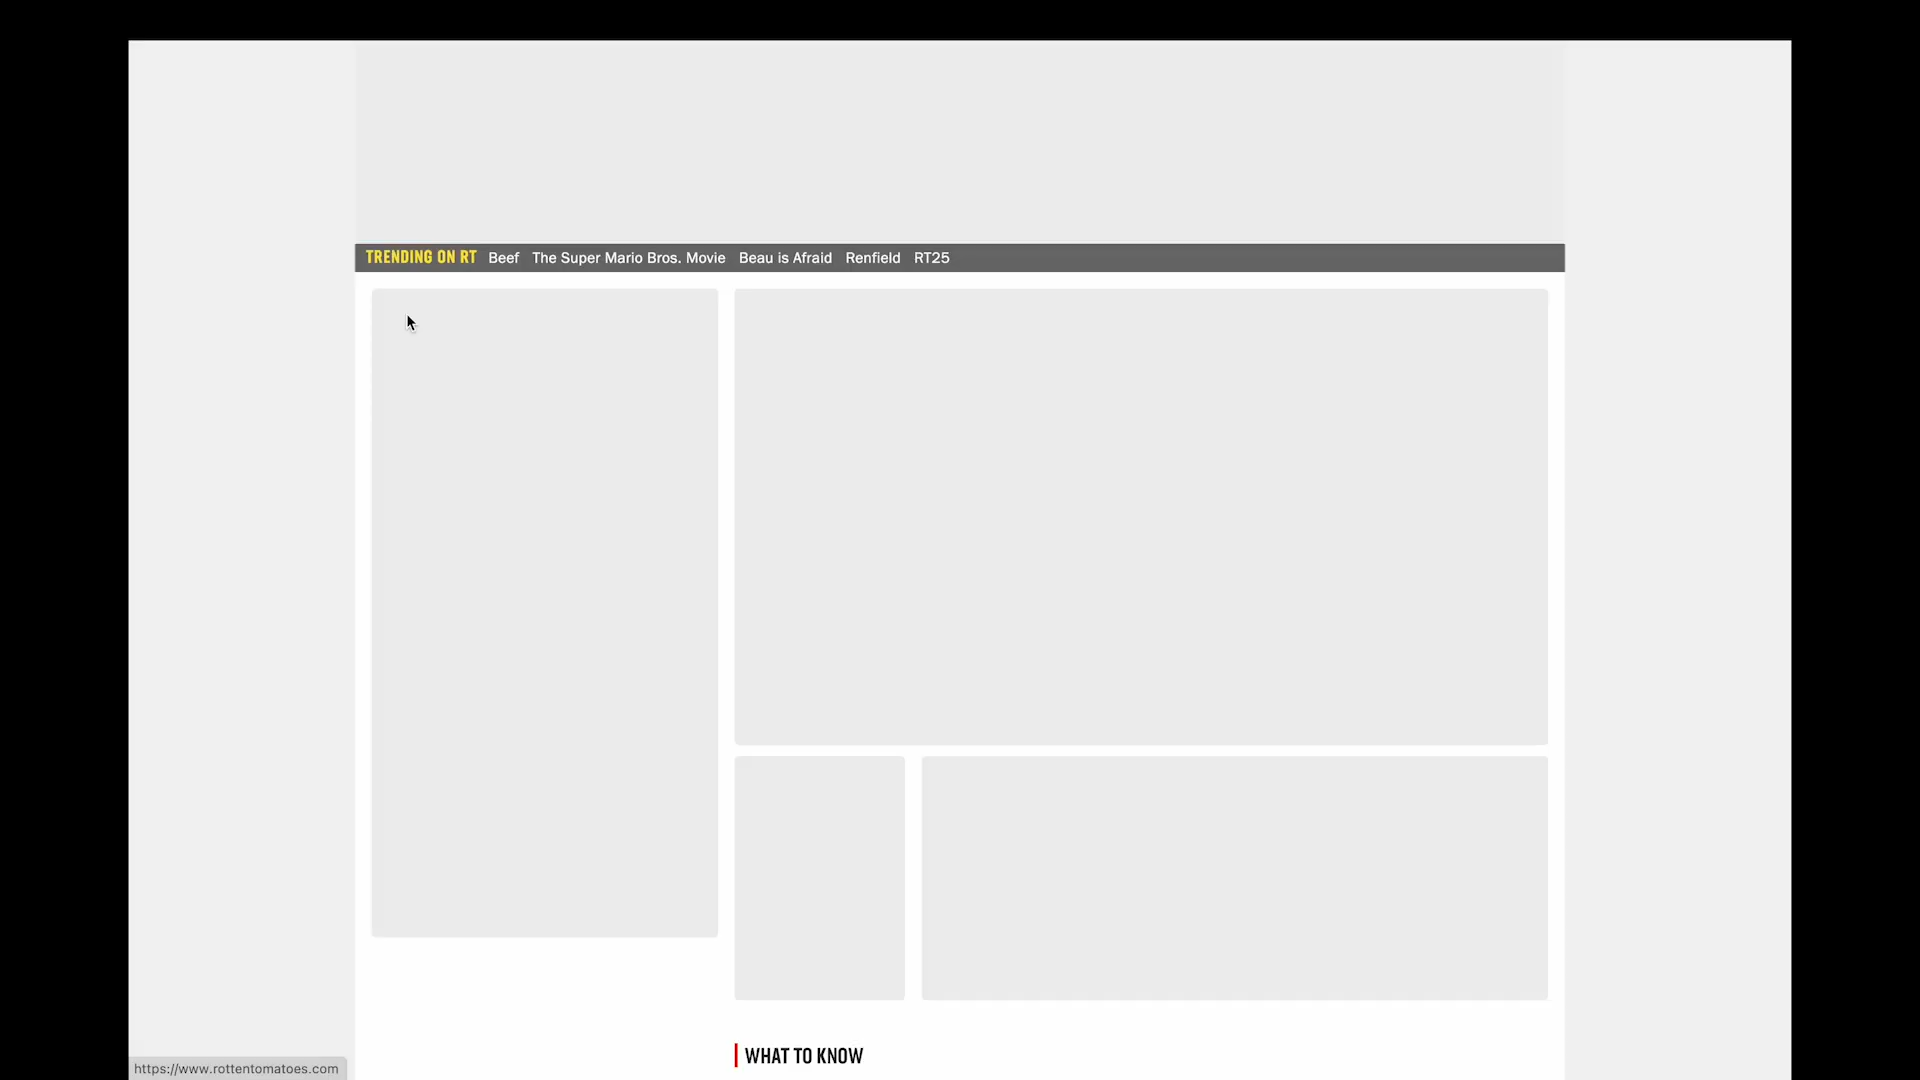 TRENDING ON RT Beef The Super Mario Bros. Movie Beau is Afraid Renfield RT25
WHAT TO KNOW
https://www.rottentomatoes.com